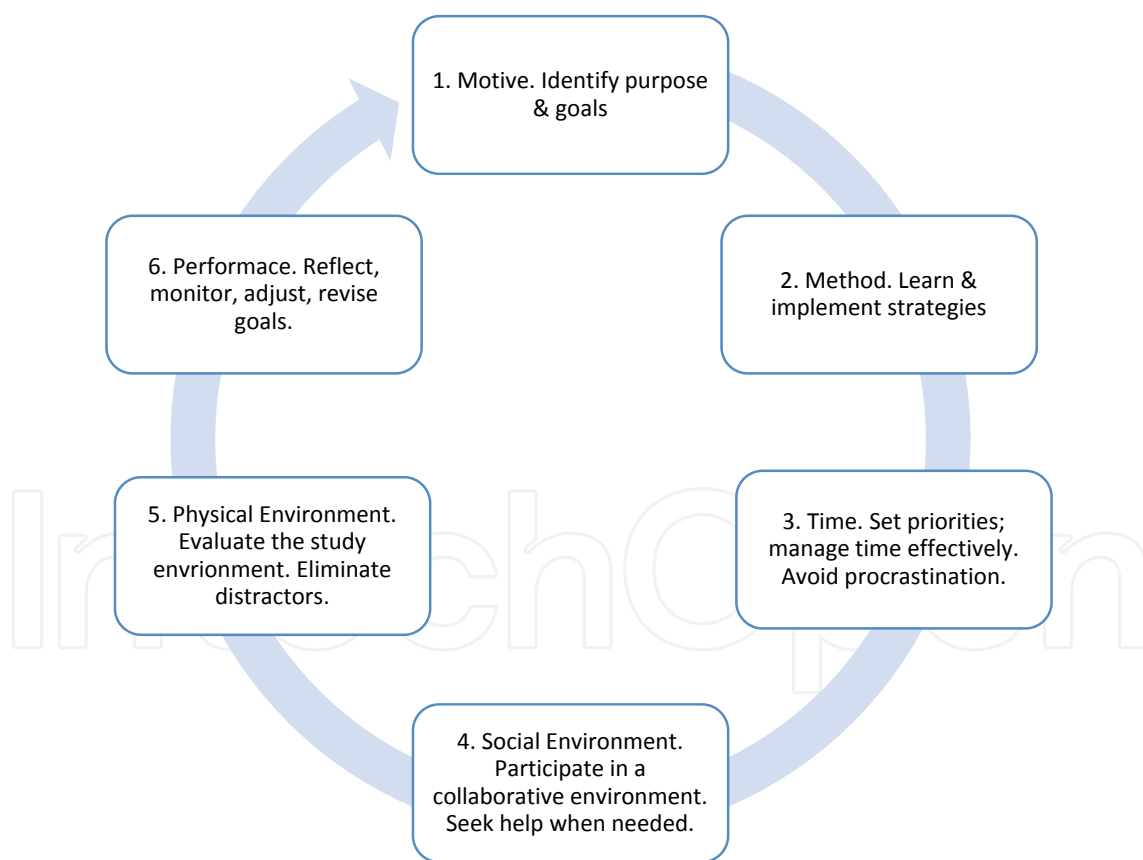 1. Motive. Identify purpose
& goals
2. Method. Learn &
implement strategies
3. Time. Set priorities;
manage time effectively.
Avoid procrastination.
4. Social Environment.
Participate in a
collaborative environment.
Seek help when needed.
5. Physical Environment.
Evaluate the study
envrionment. Eliminate
distractors.
6. Performace. Reflect,
monitor, adjust, revise
goals.
IntechOpen